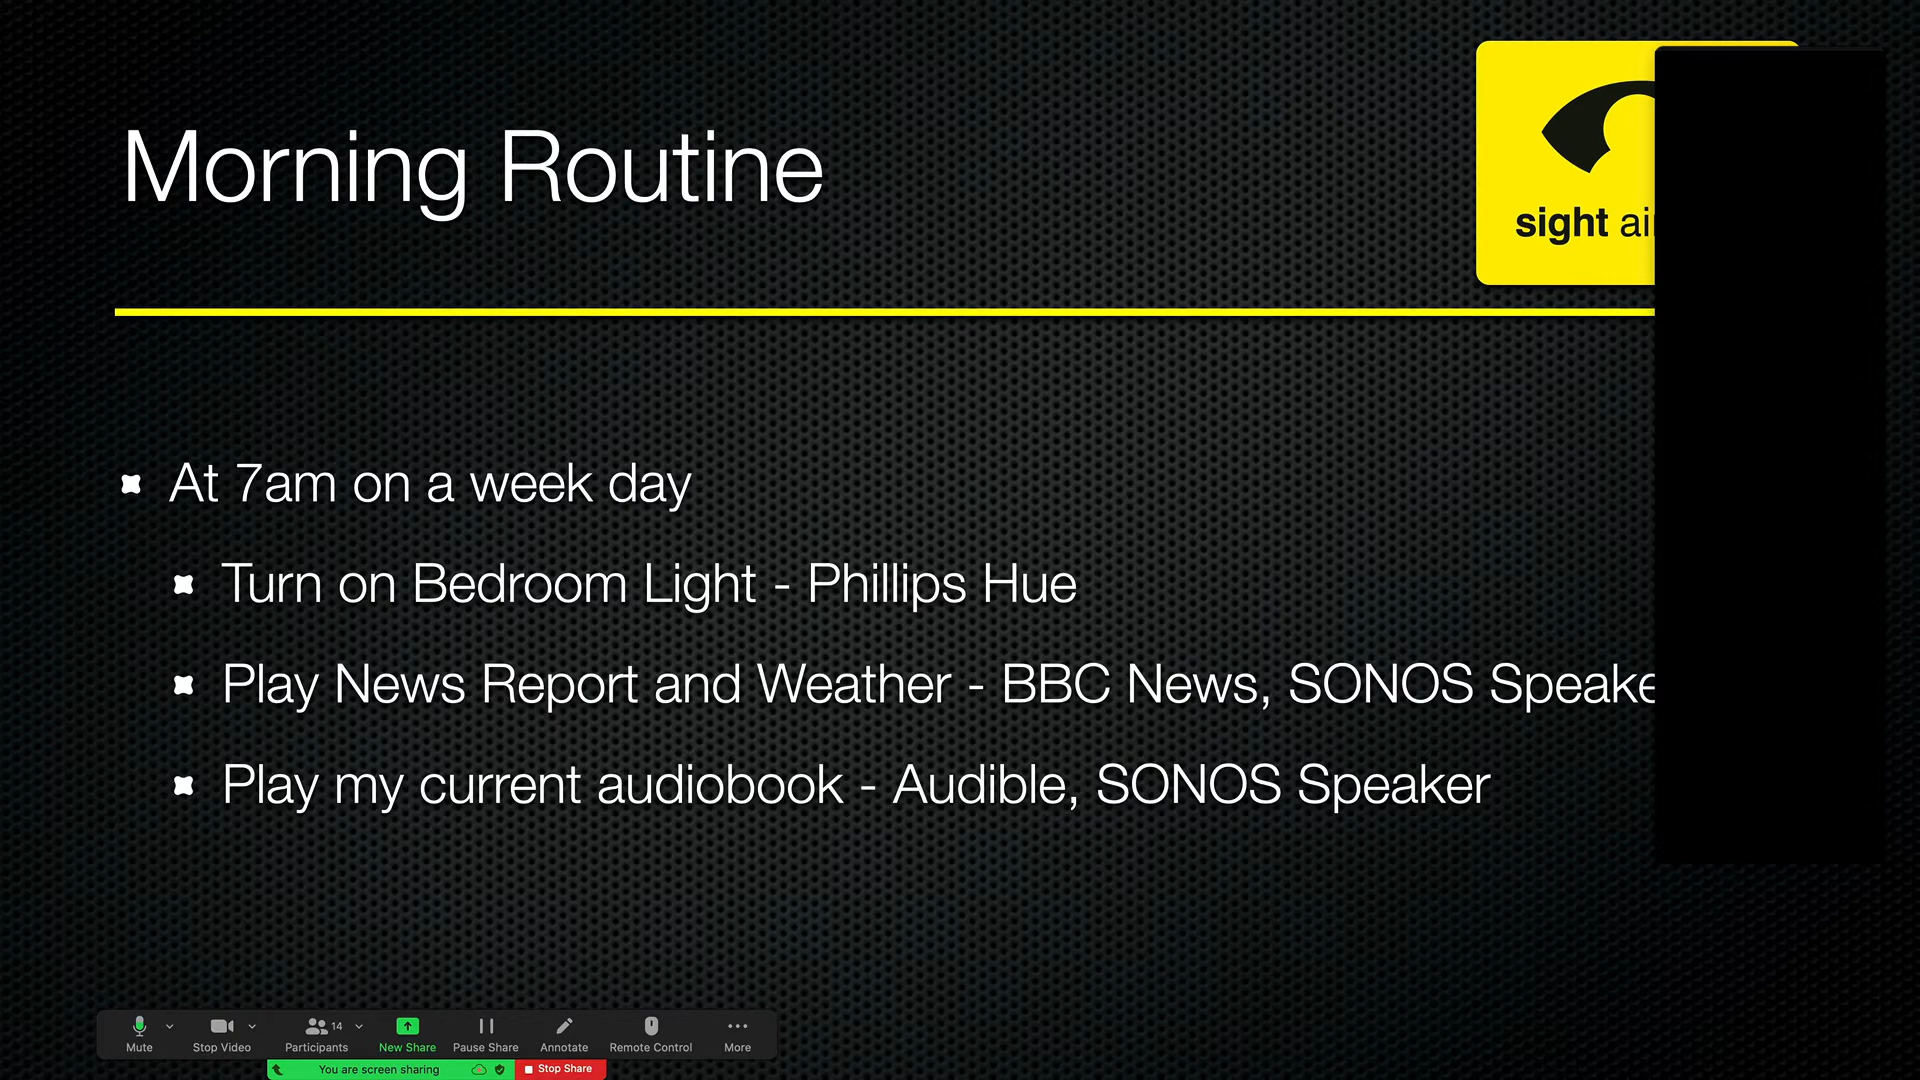 Morning Routine
sight
At 7am on a week day
Turn on Bedroom Light - Phillips Hue
Play News Report and Weather - BBC News, SONOS Speake
Play my current audiobook - Audible, SONOS Speaker
14
Mute Stop Video Participants New Share Pause Share Annotate Remote Control More
You are screen sharing Stop Share